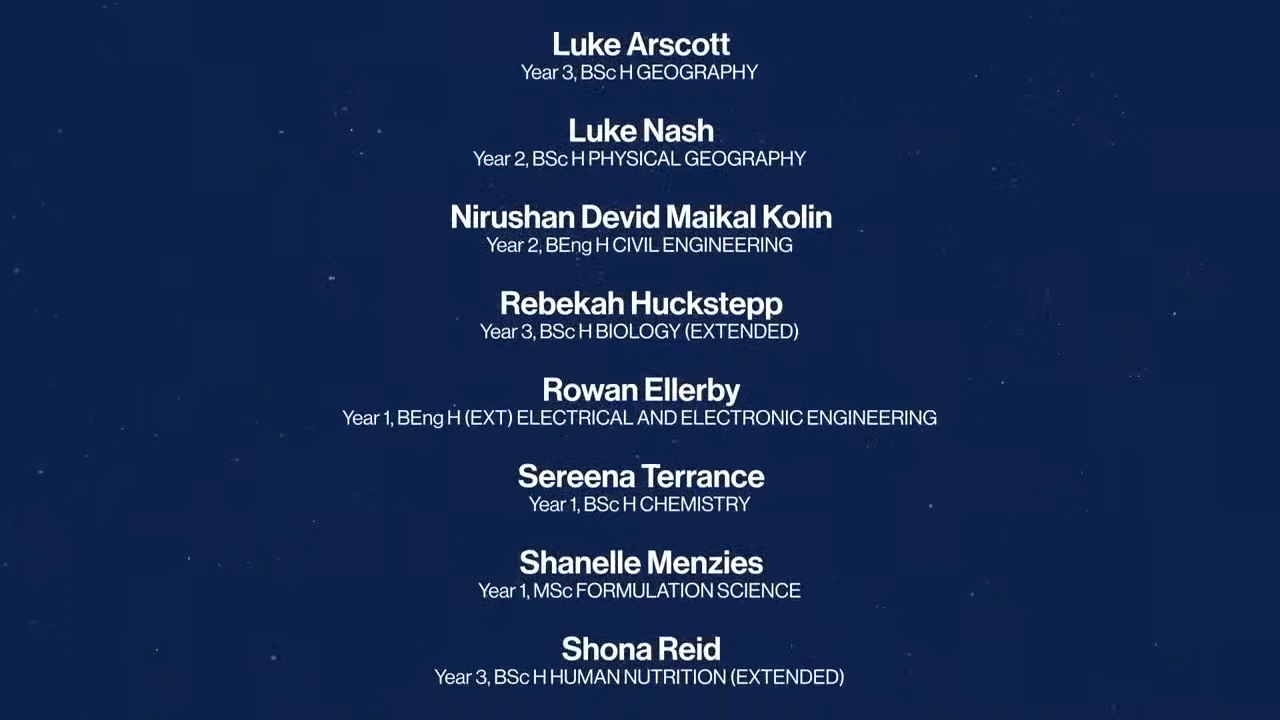 Luke Arscott
Year 3, BSc H GEOGRAPHY
Luke Nash
Year 2, BSc H PHYSICAL GEOGRAPHY
Nirushan Devid Maikal Kolin
Year 2, BEng H CIVIL ENGINEERING
Rebekah Huckstepp
Year 3, BSc H BIOLOGY (EXTENDED)
Rowan Ellerby
Year 1, BEng H (EXT) ELECTRICAL AND ELECTRONIC ENGINEERING
Sereena Terrance
Year 1, BSc H CHEMISTRY
Shanelle Menzies
Year 1, MSc FORMULATION SCIENCE
Shona Reid
Year 3, BSc H HUMAN NUTRITION (EXTENDED)